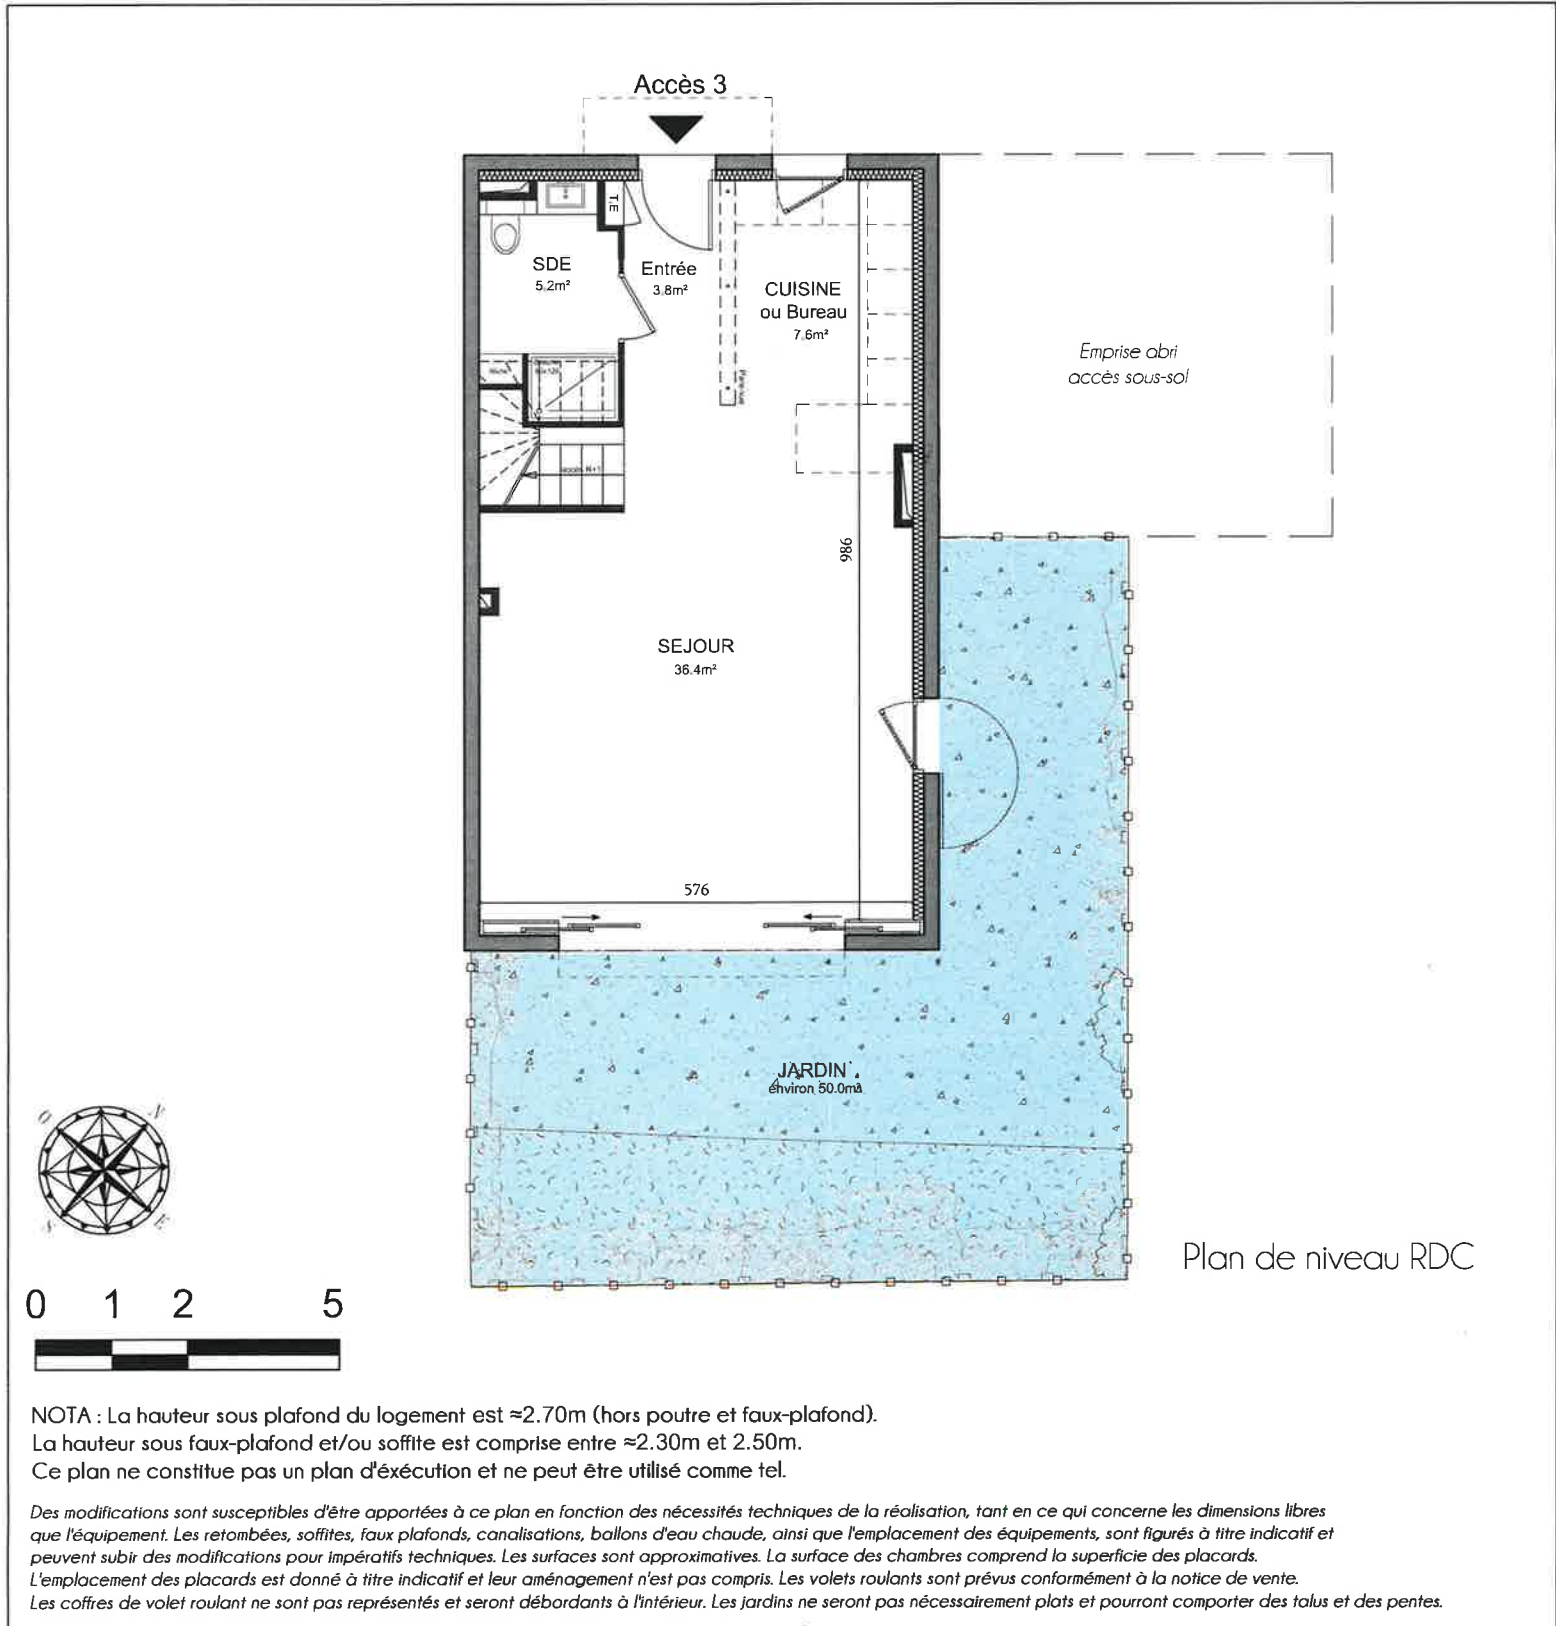 Accès 3
T.E
SDE
5.2m²
Entrée
3.8m²
CUISINE
ou Bureau
7.6m²
Emprise abri
accès sous-sol
986
SEJOUR
36.4m²
576
JARDIN
environ 50.0m²
O
N
S
E
Plan de niveau RDC
0 1 2 5
NOTA : La hauteur sous plafond du logement est ≈2.70m (hors poutre et faux-plafond).
La hauteur sous faux-plafond et/ou soffite est comprise entre ≈2.30m et 2.50m.
Ce plan ne constitue pas un plan d'éxécution et ne peut être utilisé comme tel.
Des modifications sont susceptibles d'être apportées à ce plan en fonction des nécessités techniques de la réalisation, tant en ce qui concerne les dimensions libres
que l'équipement. Les retombées, soffites, faux plafonds, canalisations, ballons d'eau chaude, ainsi que l'emplacement des équipements, sont figurés à titre indicatif et
peuvent subir des modifications pour impératifs techniques. Les surfaces sont approximatives. La surface des chambres comprend la superficie des placards.
L'emplacement des placards est donné à titre indicatif et leur aménagement n'est pas compris. Les volets roulants sont prévus conformément à la notice de vente.
Les coffres de volet roulant ne sont pas représentés et seront débordants à l'intérieur. Les jardins ne seront pas nécessairement plats et pourront comporter des talus et des pentes.